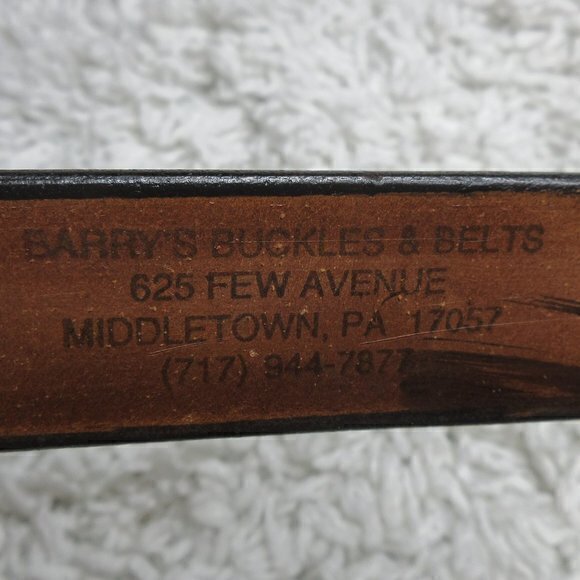 BARRY'S BUCKLES & BELTS
625 FEW AVENUE
MIDDLETOWN, PA 17057
(717) 944-7877